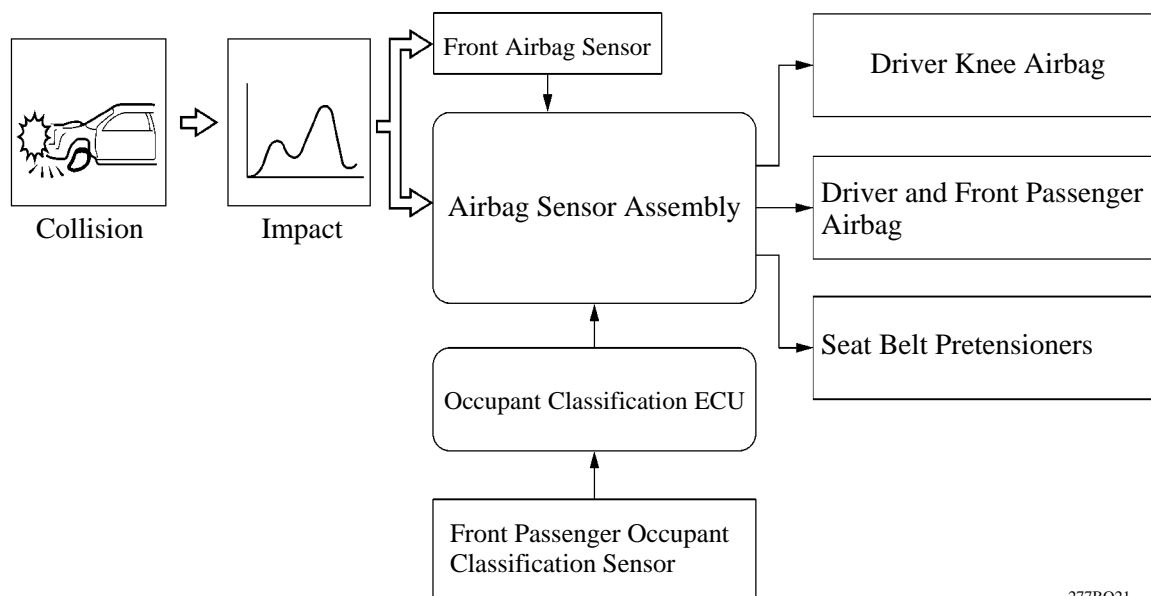 Front Airbag Sensor
Driver Knee Airbag
Collision
Impact
Airbag Sensor Assembly
Driver and Front Passenger
Airbag
Seat Belt Pretensioners
Occupant Classification ECU
Front Passenger Occupant
Classification Sensor